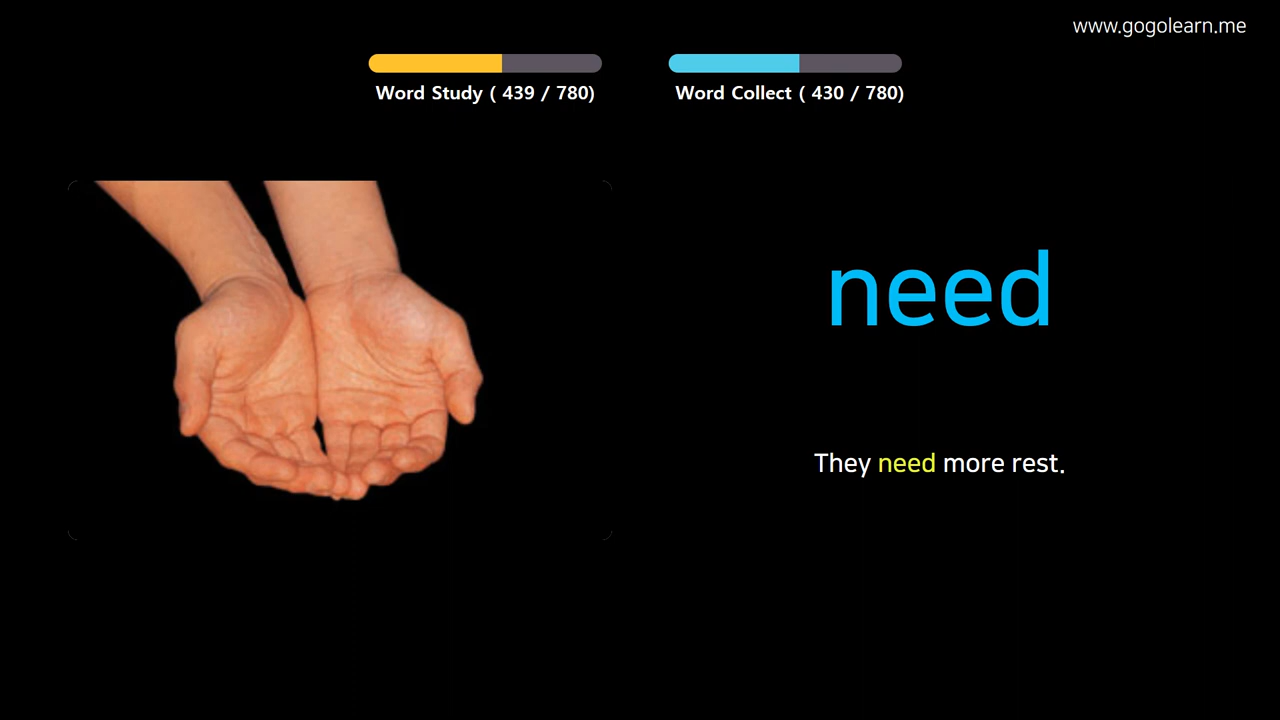 www.gogolearn.me
Word Study ( 439 / 780)
Word Collect ( 430 / 780)
need
They need more rest.